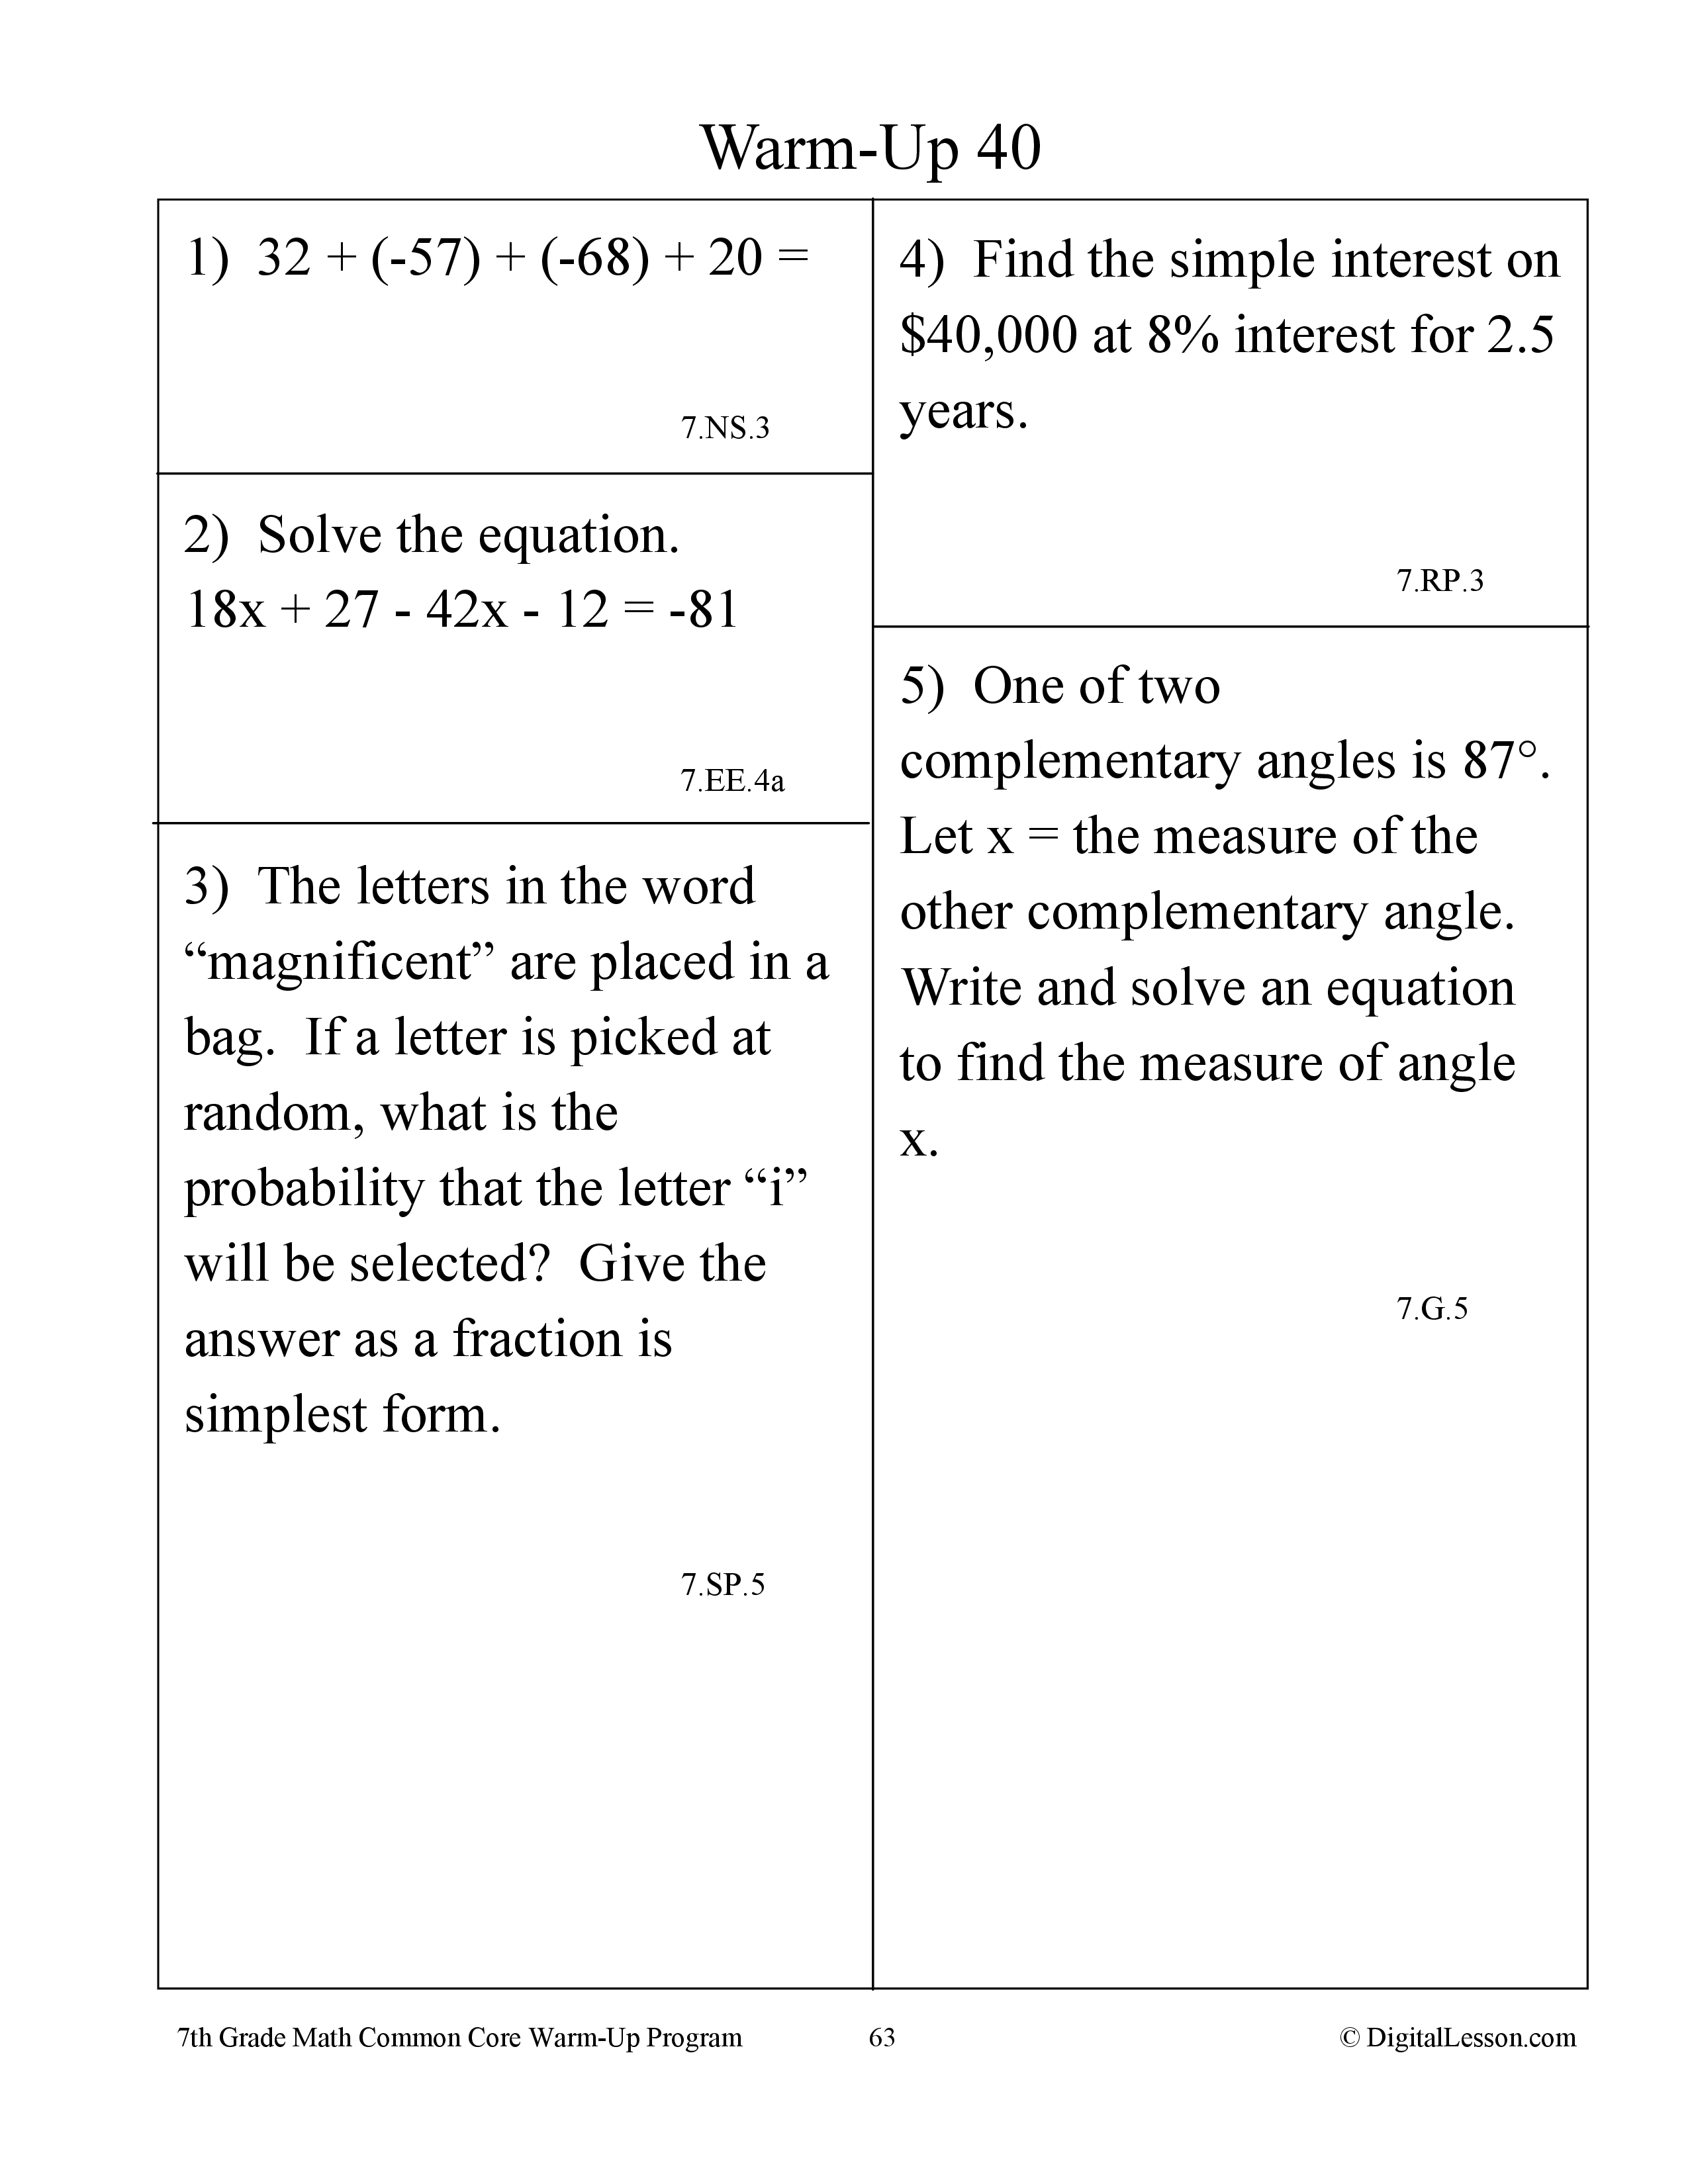 Warm-Up 40
1)  32 + (-57) + (-68) + 20 =
7.NS.3
2)  Solve the equation.
18x + 27 - 42x - 12 = -81
7.EE.4a
3)  The letters in the word
“magnificent” are placed in a
bag.  If a letter is picked at
random, what is the
probability that the letter “i”
will be selected?  Give the
answer as a fraction is
simplest form.
7.SP.5
4)  Find the simple interest on
$40,000 at 8% interest for 2.5
years.
7.RP.3
5)  One of two
complementary angles is 87°.
Let x = the measure of the
other complementary angle.
Write and solve an equation
to find the measure of angle
x.
7.G.5
7th Grade Math Common Core Warm-Up Program
63
© DigitalLesson.com